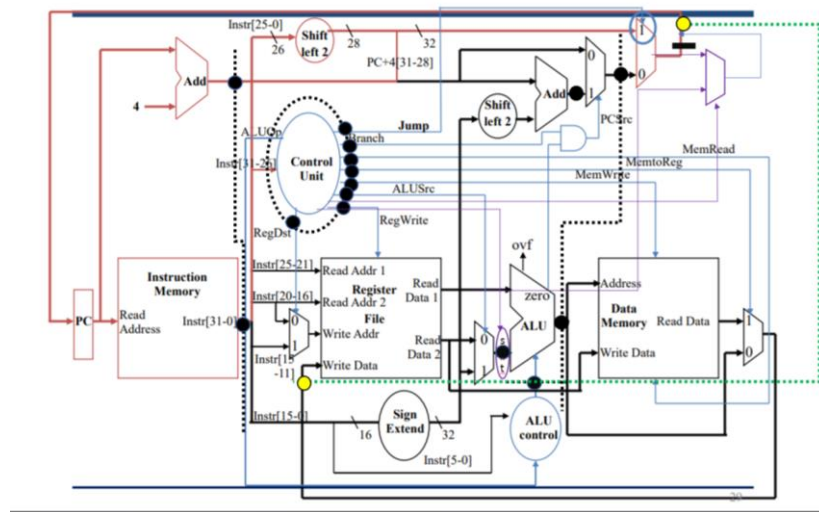 Instr[25-0]
26
Shift
left 2
28
32
1
PC+4[31-28]
0
0
Add
4
Add
1
Shift
left 2
ALUOp
Jump
Branch
PCSrc
MemRead
Instr[31-26]
Control
Unit
MemtoReg
MemWrite
ALUSrc
RegWrite
RegDst
ovf
Instruction
Memory
Instr[25-21]
Read Addr 1
Register
File
Read
Data 1
zero
Address
Instr[20-16]
Read Addr 2
PC
Read
Address
Instr[31-0]
0
Write Addr
ALU
Data
Memory
Read Data
1
1
Read
Data 2
0
Instr[15
-11]
Write Data
1
Write Data
0
Instr[15-0]
16
Sign
Extend
32
ALU
control
Instr[5-0]
20